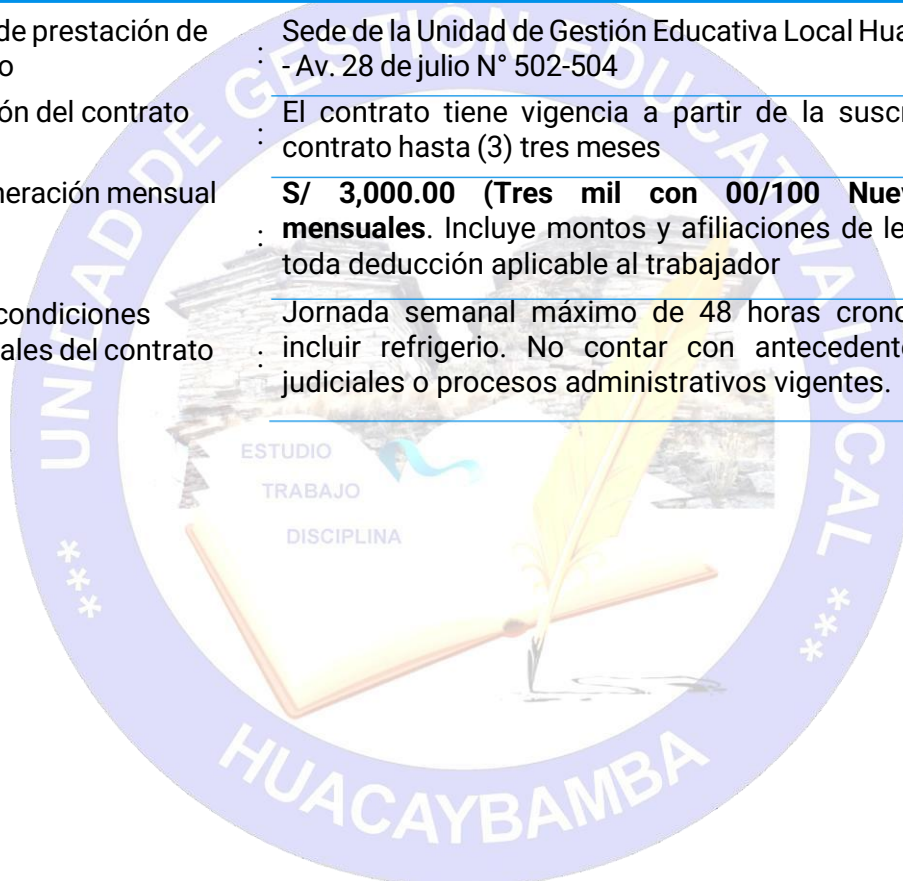 de prestación de : Sede de la Unidad de Gestión Educativa Local Hua
o - Av. 28 de julio N° 502-504
ón del contrato : El contrato tiene vigencia a partir de la suscr
contrato hasta (3) tres meses
neración mensual S/ 3,000.00 (Tres mil con 00/100 Nuev
: mensuales. Incluye montos y afiliaciones de le
toda deducción aplicable al trabajador
condiciones Jornada semanal máximo de 48 horas crono
ales del contrato : incluir refrigerio. No contar con antecedent
judiciales o procesos administrativos vigentes.
UNIDAD DE GESTIÓN EDUCATIVA LOCAL
ESTUDIO
TRABAJO
DISCIPLINA
*** ***
HUACAYBAMBA